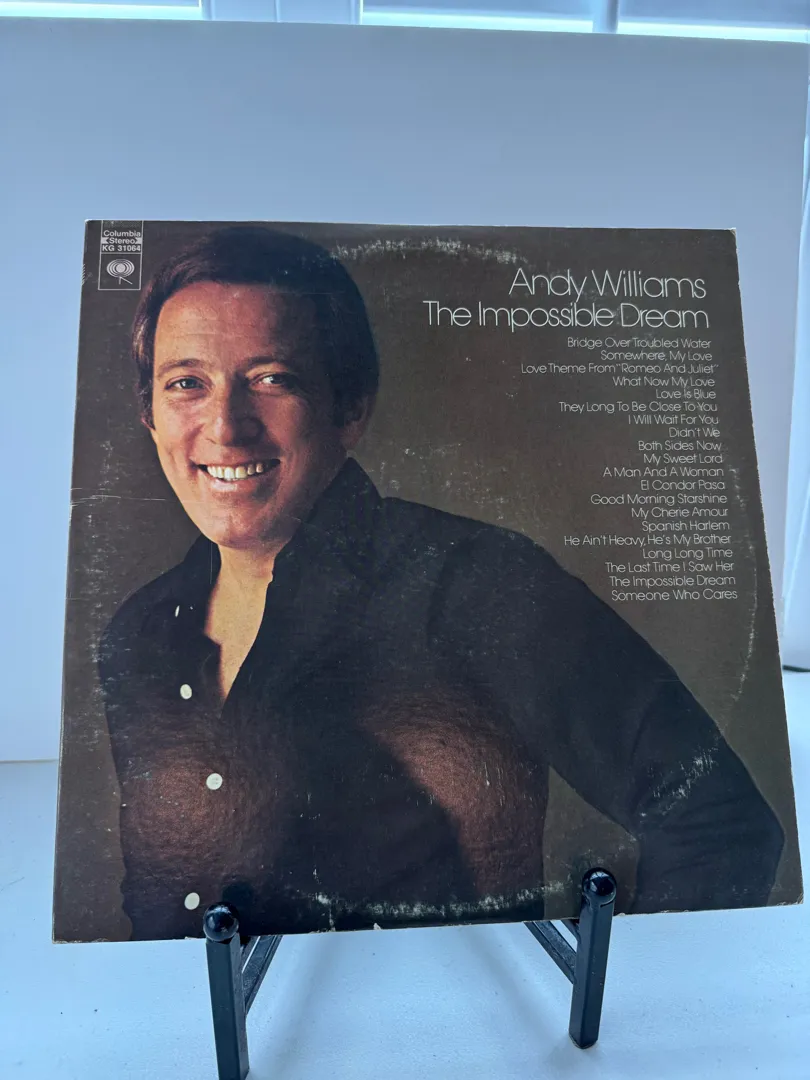 Columbia
Stereo
KG 31064
Andy Williams
The Impossible Dream
Bridge Over Troubled Water
Somewhere, My Love
Love Theme From "Romeo And Juliet"
What Now My Love
Love Is Blue
They Long To Be Close To You
I Will Wait For You
Didn't We
Both Sides Now
My Sweet Lord
A Man And A Woman
El Condor Pasa
Good Morning Starshine
My Cherie Amour
Spanish Harlem
He Ain't Heavy, He's My Brother
Long Long Time
The Last Time I Saw Her
The Impossible Dream
Someone Who Cares